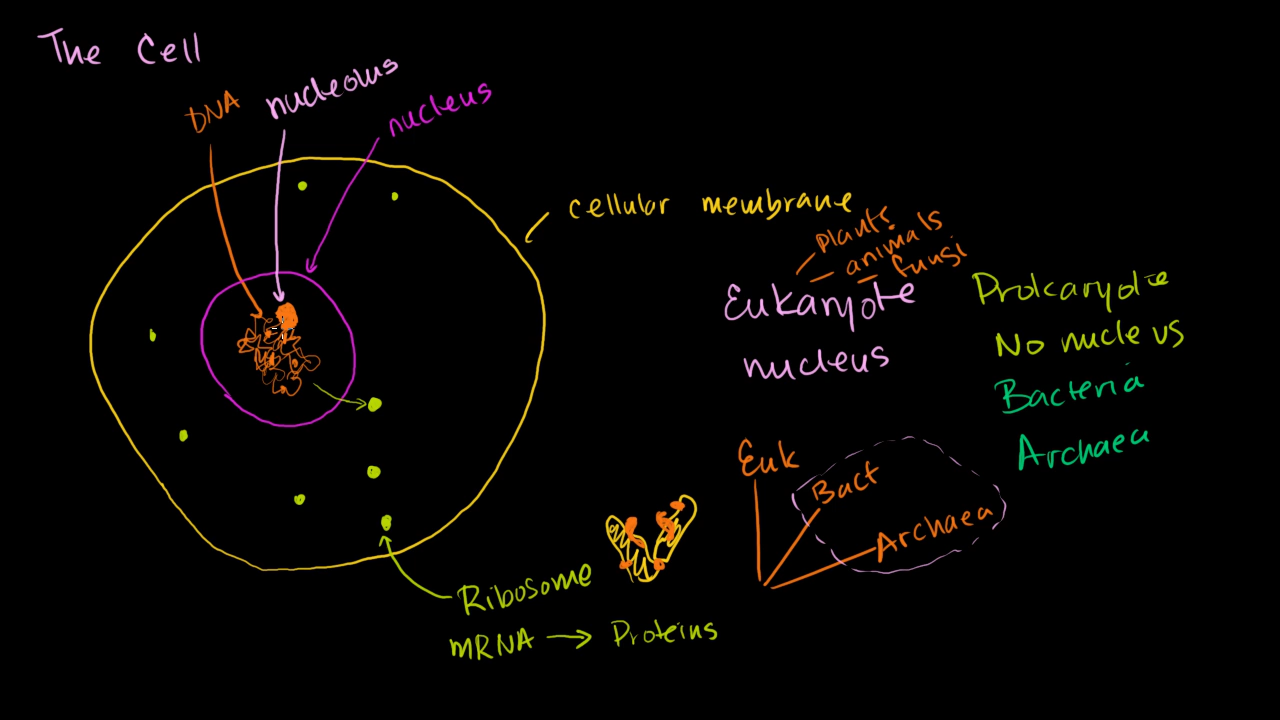 The Cell
DNA
nucleolus
nucleus
cellular membrane
plants
animals
fungi
Eukaryote
nucleus
Prokaryote
No nucleus
Bacteria
Archaea
Euk
Bact
Archaea
Ribosome
mRNA → Proteins